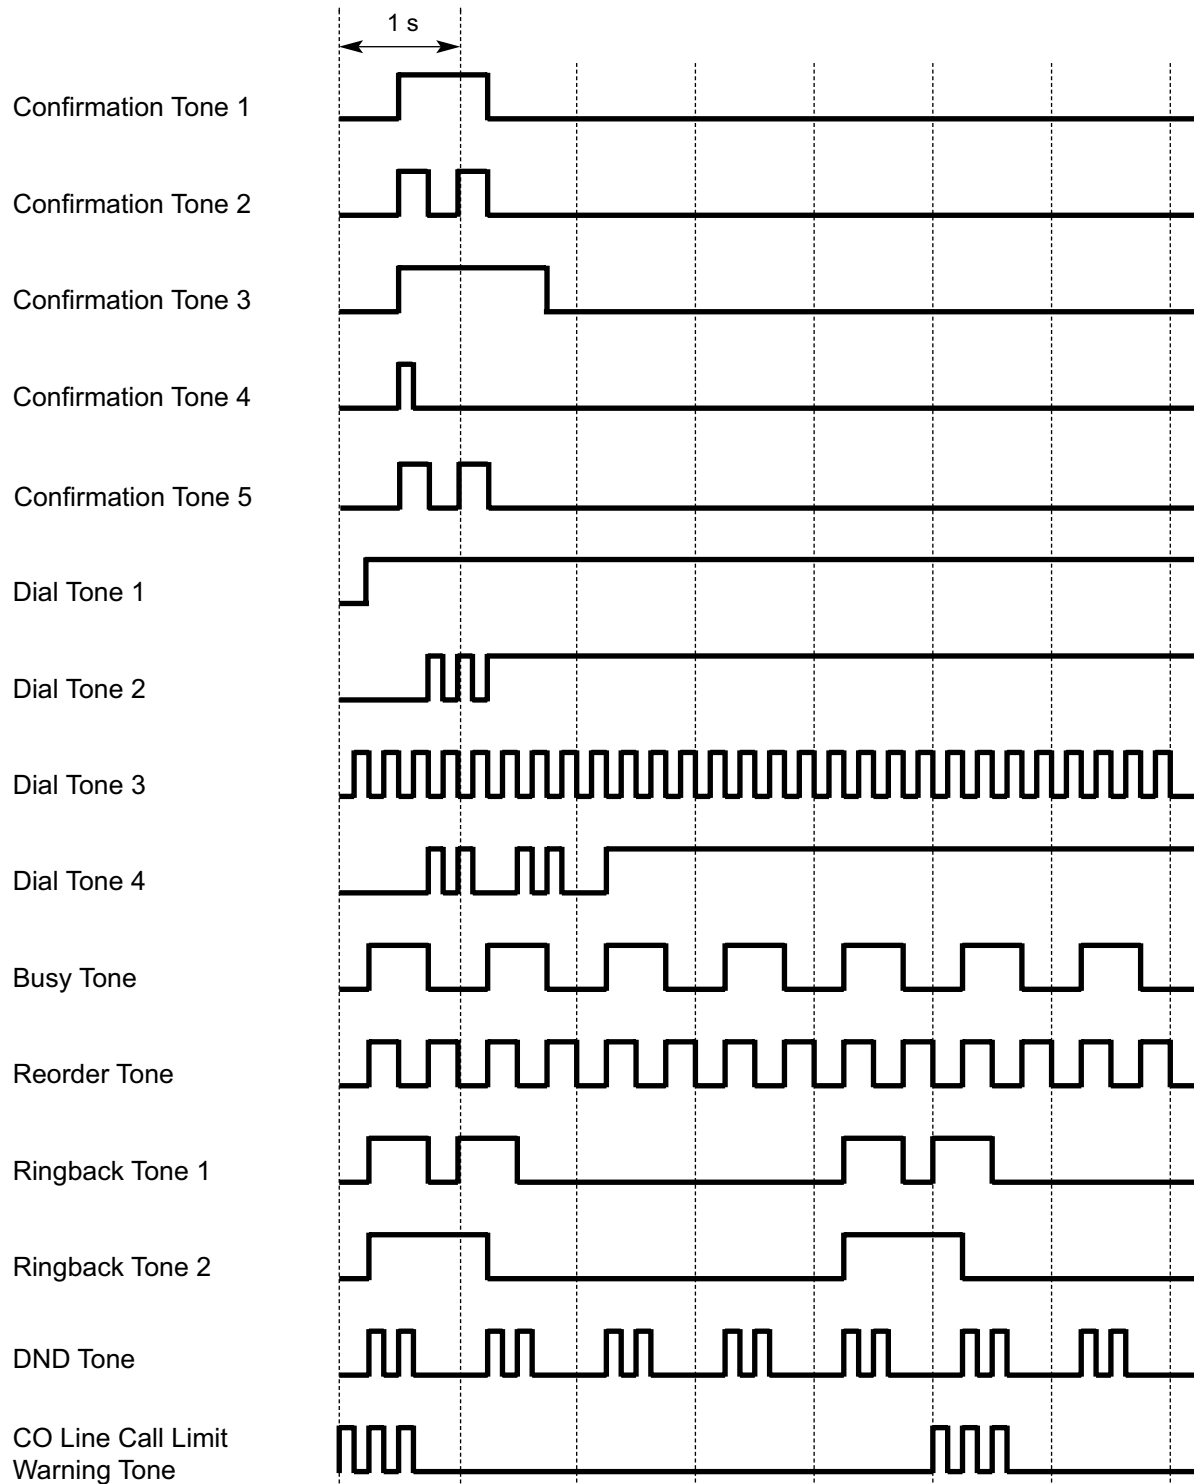 1 s
Confirmation Tone 1
Confirmation Tone 2
Confirmation Tone 3
Confirmation Tone 4
Confirmation Tone 5
Dial Tone 1
Dial Tone 2
Dial Tone 3
Dial Tone 4
Busy Tone
Reorder Tone
Ringback Tone 1
Ringback Tone 2
DND Tone
CO Line Call Limit
Warning Tone